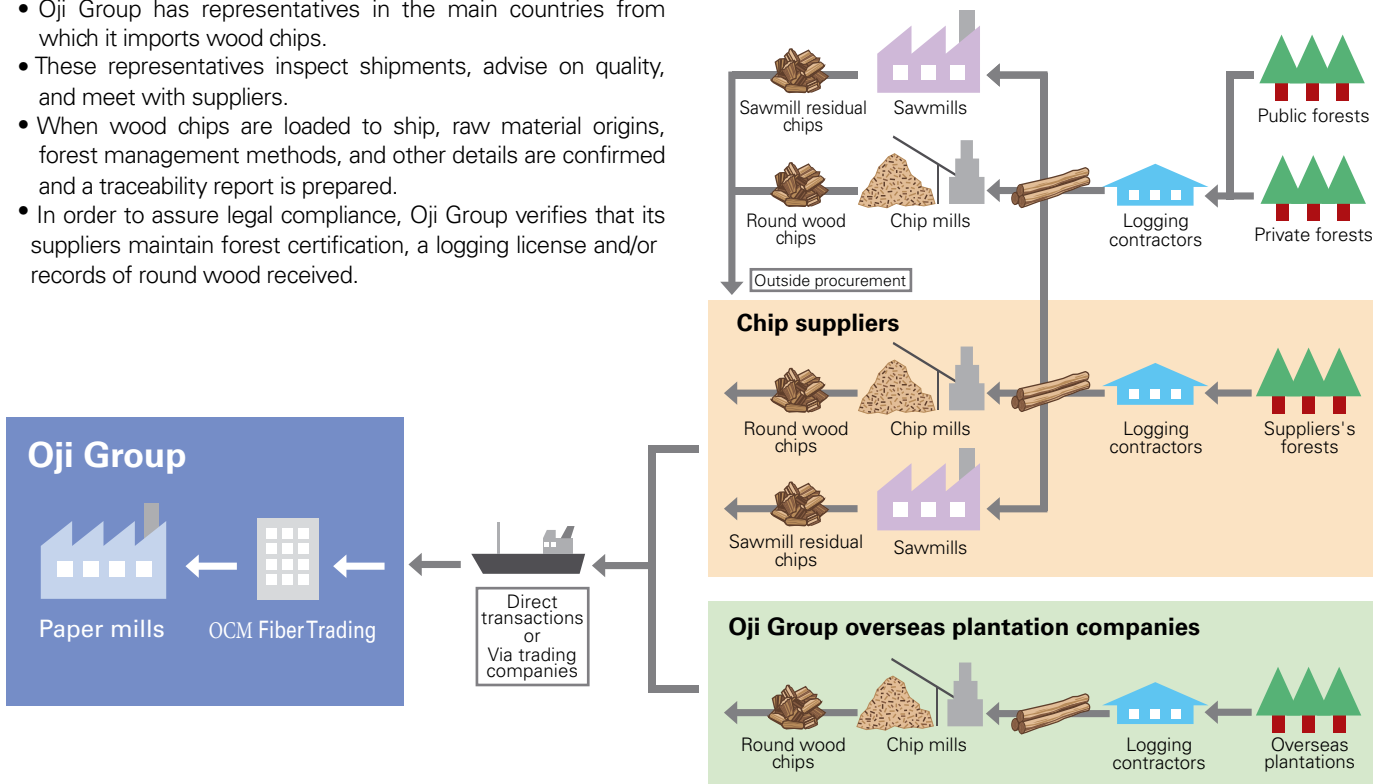 • Oji Group has representatives in the main countries from
which it imports wood chips.
• These representatives inspect shipments, advise on quality,
and meet with suppliers.
• When wood chips are loaded to ship, raw material origins,
forest management methods, and other details are confirmed
and a traceability report is prepared.
• In order to assure legal compliance, Oji Group verifies that its
suppliers maintain forest certification, a logging license and/or
records of round wood received.
Sawmill residual
chips
Sawmills
Public forests
Round wood
chips
Chip mills
Logging
contractors
Private forests
Outside procurement
Chip suppliers
Round wood
chips
Chip mills
Logging
contractors
Suppliers's
forests
Sawmill residual
chips
Sawmills
Oji Group
Paper mills
OCM Fiber Trading
Direct
transactions
or
Via trading
companies
Oji Group overseas plantation companies
Round wood
chips
Chip mills
Logging
contractors
Overseas
plantations